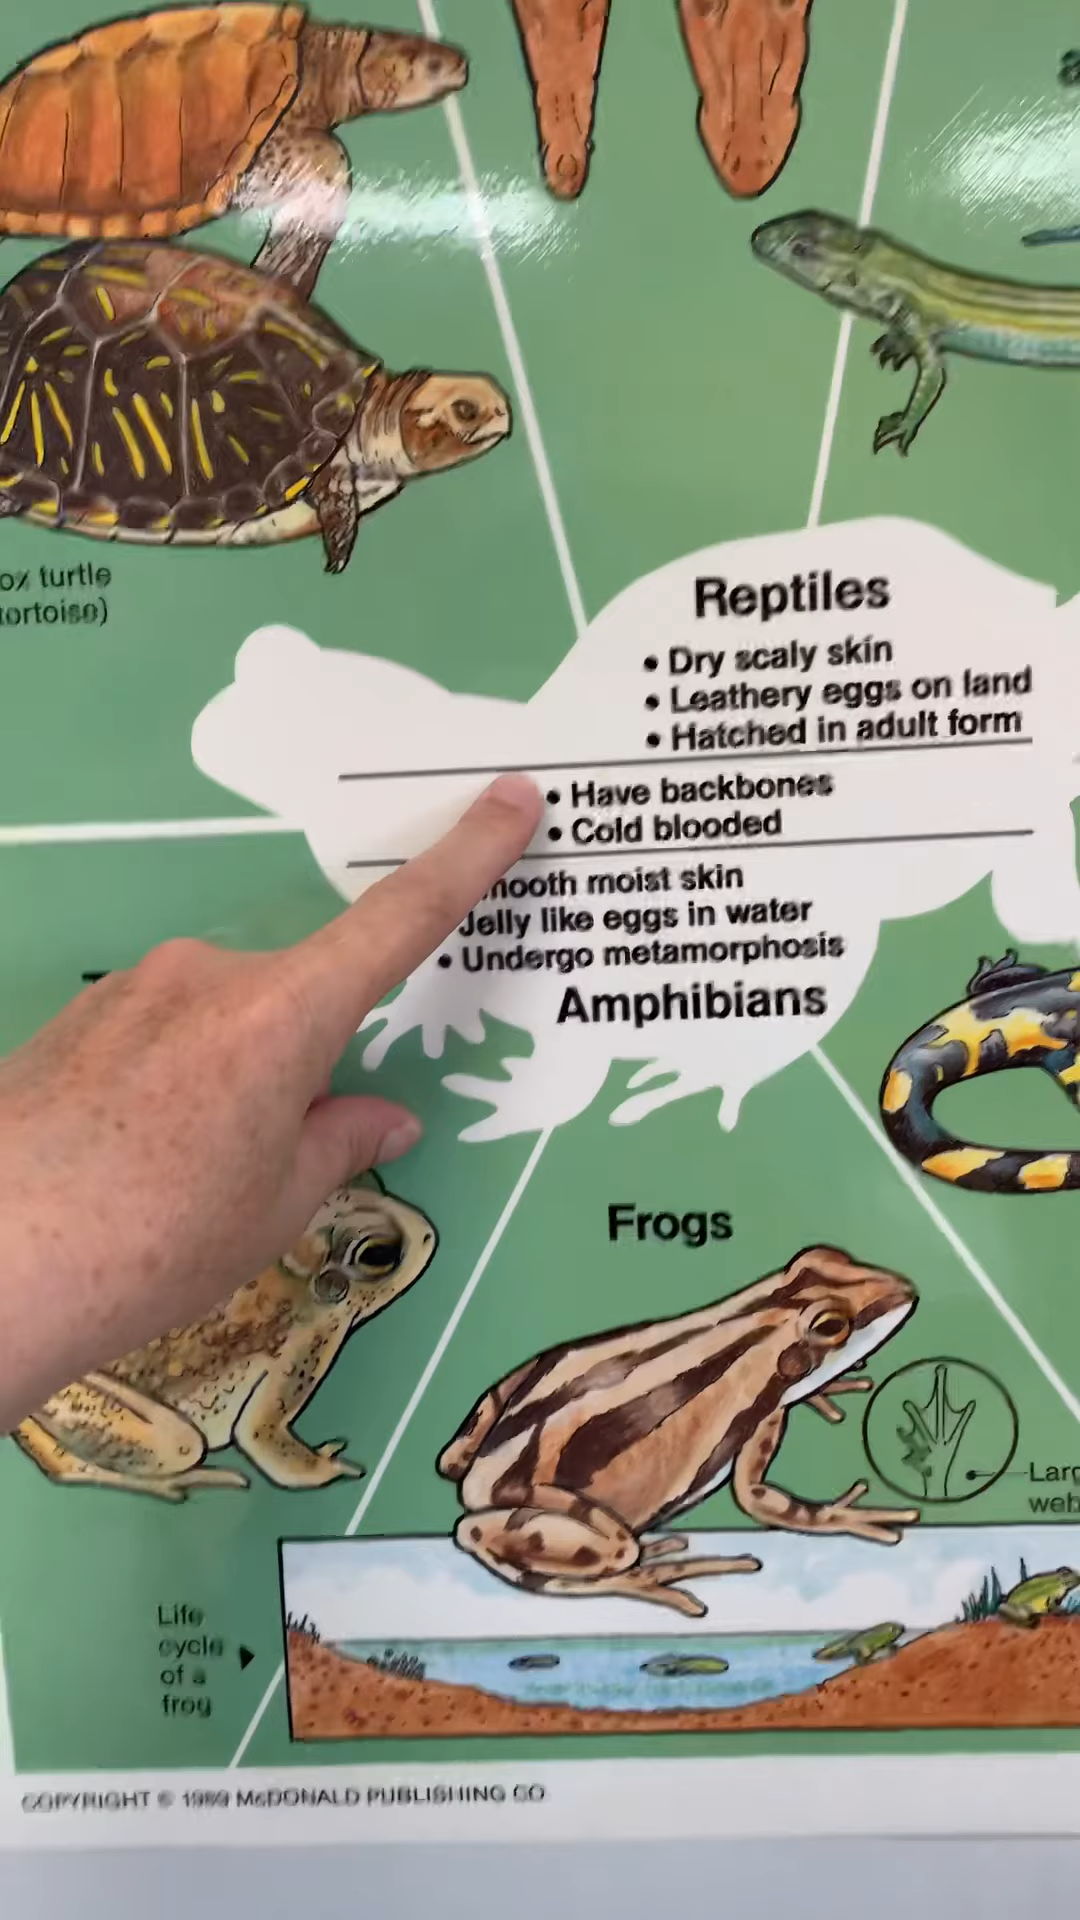 ox turtle
tortoise)
Reptiles
• Dry scaly skin
• Leathery eggs on land
• Hatched in adult form
• Have backbones
• Cold blooded
mooth moist skin
Jelly like eggs in water
• Undergo metamorphosis
Amphibians
Frogs
Larg
web
Life
cycle
of a
frog
COPYRIGHT © 1989 McDONALD PUBLISHING CO